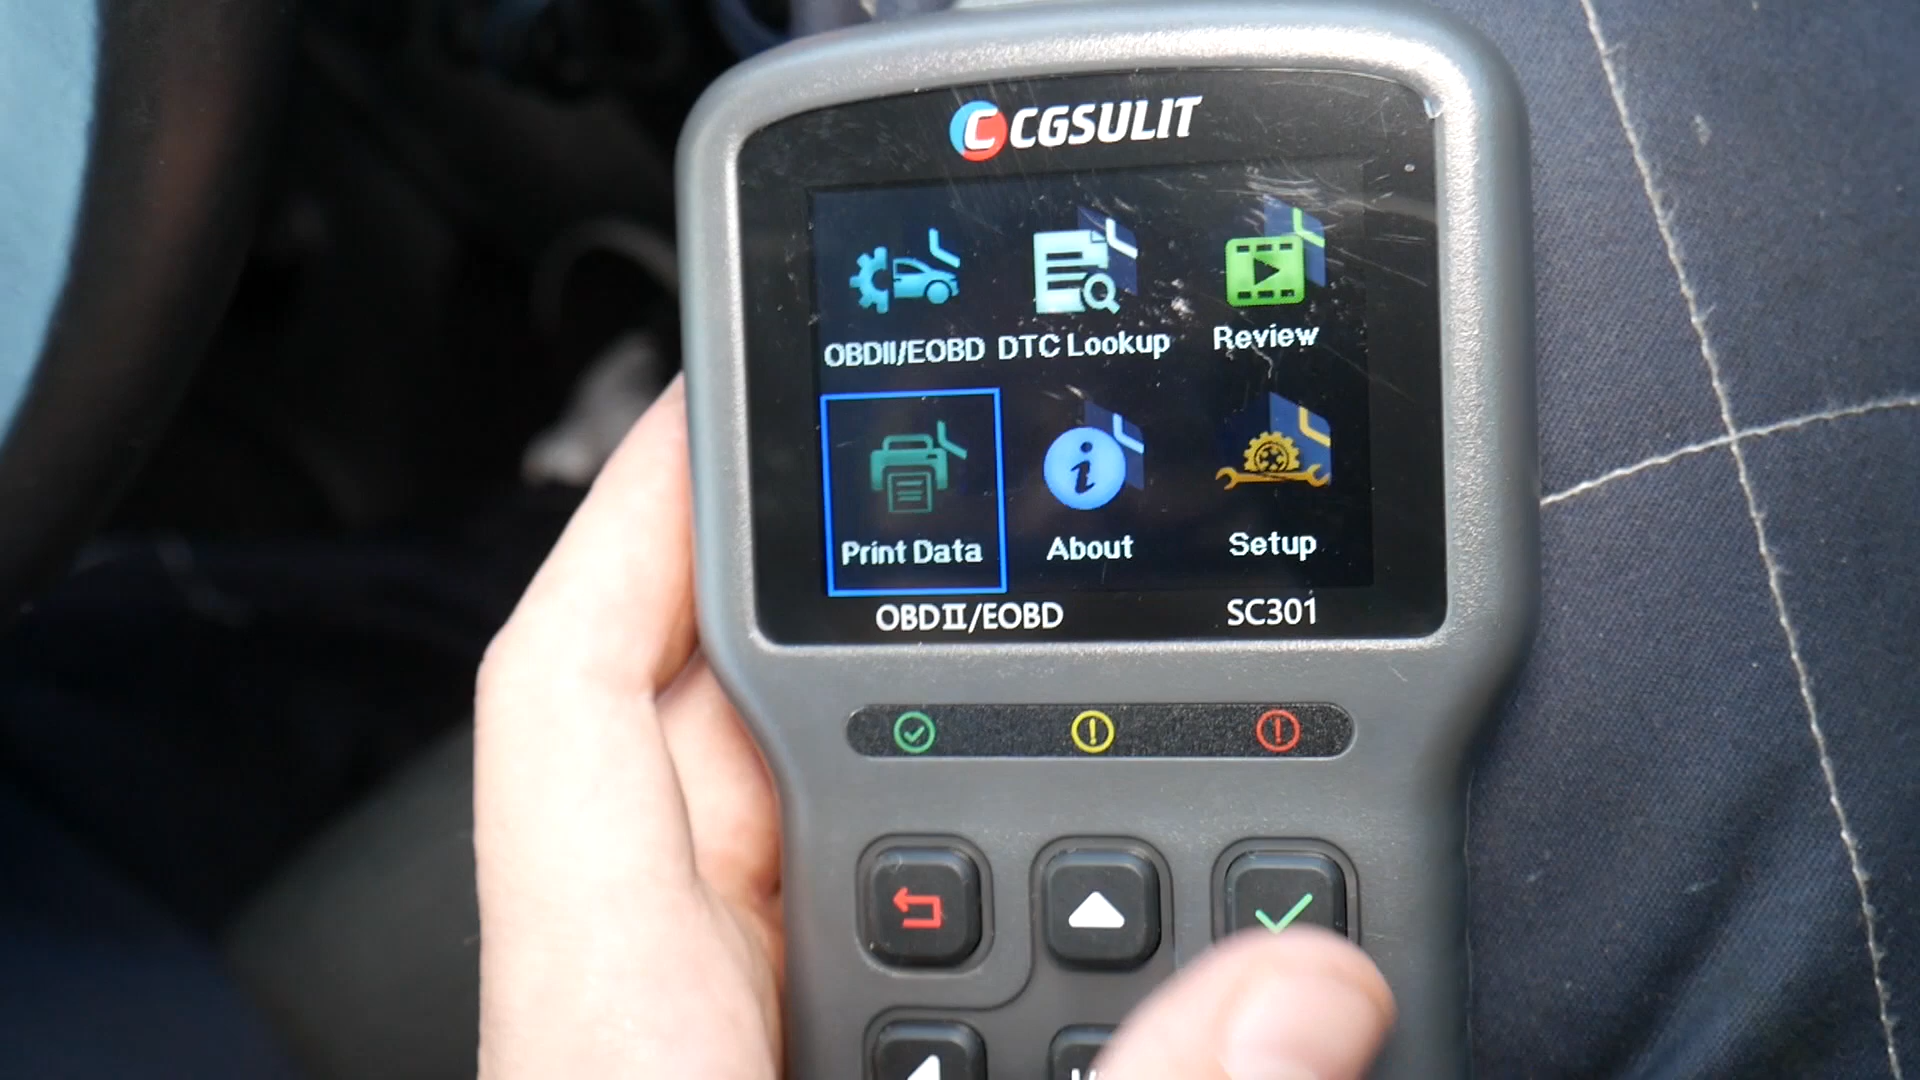 CGSULIT
OBDII/EOBD DTC Lookup Review
Print Data About Setup
OBDII/EOBD SC301